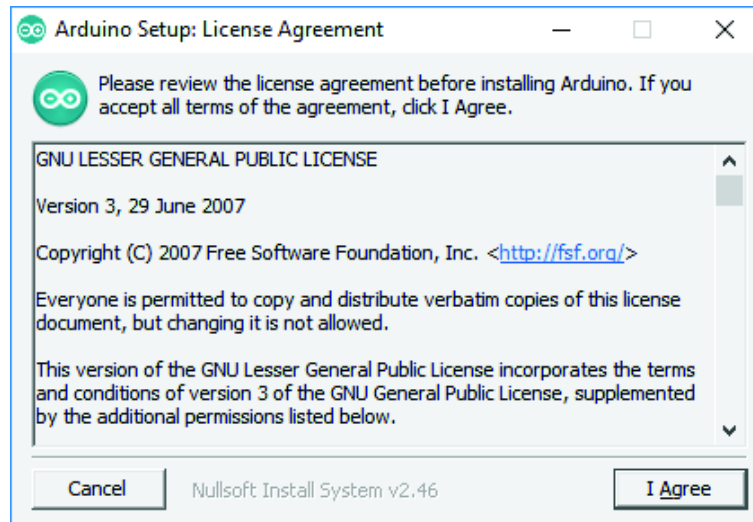 Arduino Setup: License Agreement
Please review the license agreement before installing Arduino. If you
accept all terms of the agreement, click I Agree.
GNU LESSER GENERAL PUBLIC LICENSE
Version 3, 29 June 2007
Copyright (C) 2007 Free Software Foundation, Inc. <http://fsf.org/>
Everyone is permitted to copy and distribute verbatim copies of this license
document, but changing it is not allowed.
This version of the GNU Lesser General Public License incorporates the terms
and conditions of version 3 of the GNU General Public License, supplemented
by the additional permissions listed below.
Cancel
Nullsoft Install System v2.46
I Agree